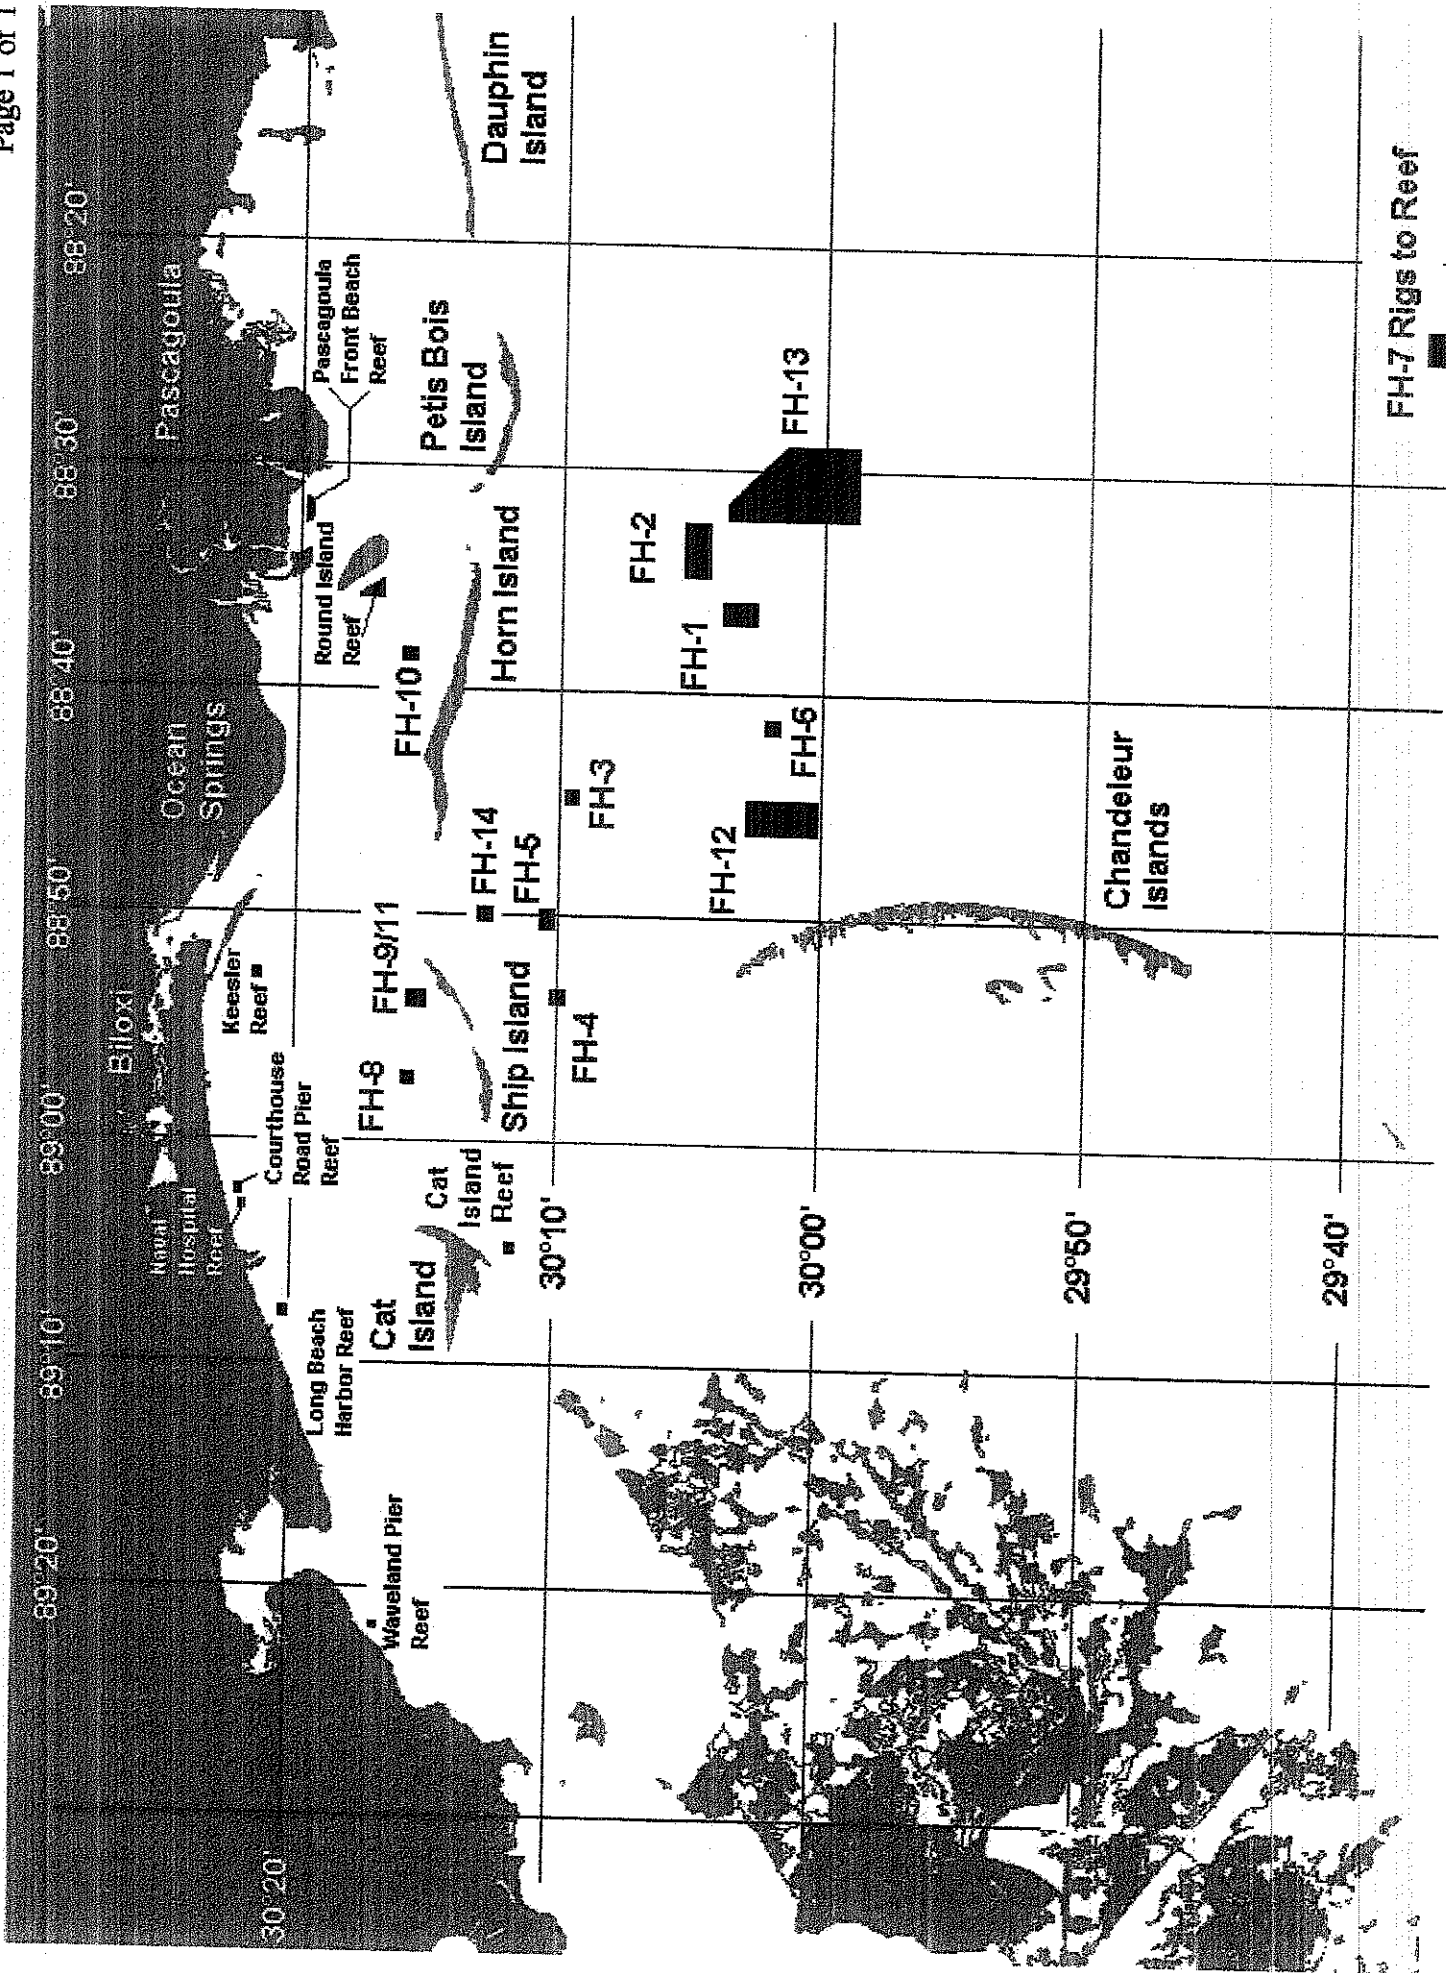 Page 1 of 1
89°20'
89°10'
89°00'
88°50'
88°40'
88°30'
88°20'
Biloxi
Ocean
Springs
Pascagoula
Naval
Hospital
Reef
Keesler
Reef
Courthouse
Road Pier
Reef
30°20'
Long Beach
Harbor Reef
Round Island
Reef
Pascagoula
Front Beach
Reef
Waveland Pier
Reef
Cat
Island
Cat
Island
Reef
FH-8
FH-9/11
FH-10
Petis Bois
Island
Dauphin
Island
Ship Island
FH-14
FH-5
Horn Island
30°10'
FH-4
FH-3
FH-2
FH-1
FH-13
FH-12
FH-6
30°00'
29°50'
Chandeleur
Islands
29°40'
FH-7 Rigs to Reef